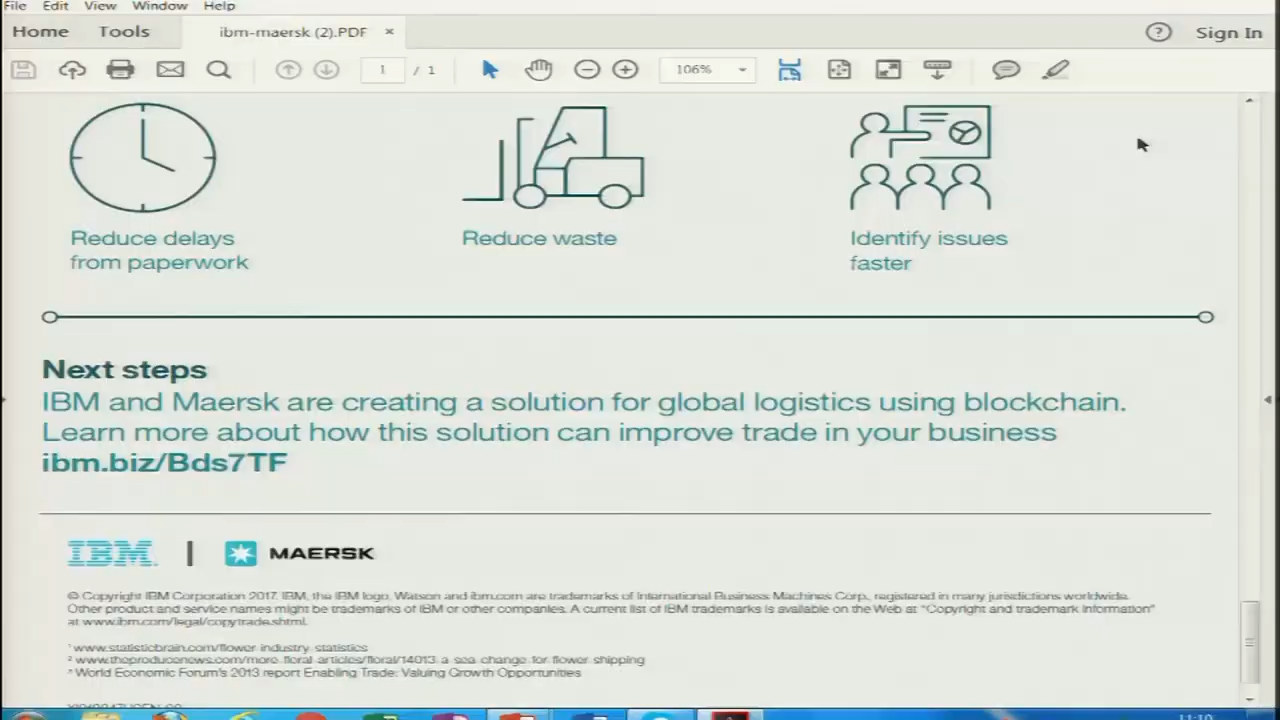 File Edit View Window Help
Home Tools ibm-maersk (2).PDF × ? Sign In
1 / 1 106%
Reduce delays
from paperwork
Reduce waste
Identify issues
faster
Next steps
IBM and Maersk are creating a solution for global logistics using blockchain.
Learn more about how this solution can improve trade in your business
ibm.biz/Bds7TF
IBM. | MAERSK
© Copyright IBM Corporation 2017. IBM, the IBM logo, Watson and ibm.com are trademarks of International Business Machines Corp., registered in many jurisdictions worldwide.
Other product and service names might be trademarks of IBM or other companies. A current list of IBM trademarks is available on the Web at "Copyright and trademark information"
at www.ibm.com/legal/copytrade.shtml.
¹ www.statisticbrain.com/flower-industry-statistics
² www.theproducenews.com/more-floral-articles/floral/14013-a-sea-change-for-flower-shipping
³ World Economic Forum's 2013 report Enabling Trade: Valuing Growth Opportunities
11:10